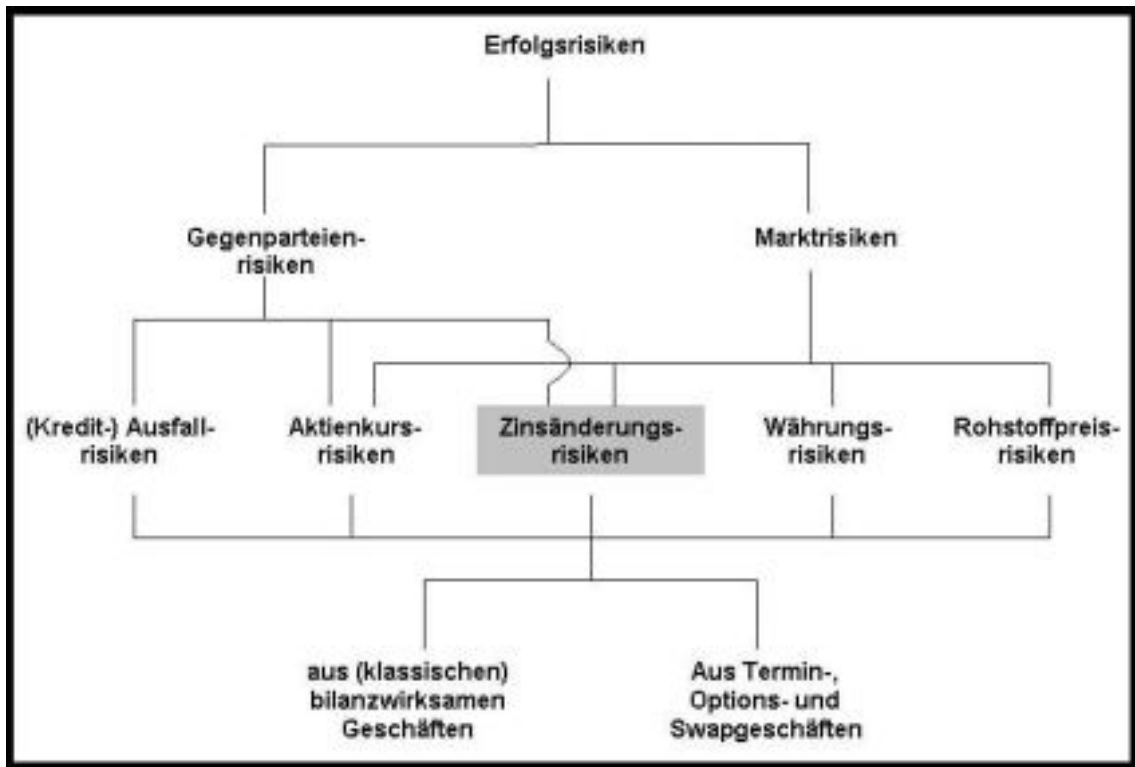 Erfolgsrisiken
Gegenparteien-
risiken
Marktrisiken
(Kredit-) Ausfall-
risiken
Aktienkurs-
risiken
Zinsänderungs-
risiken
Währungs-
risiken
Rohstoffpreis-
risiken
aus (klassischen)
bilanzwirksamen
Geschäften
Aus Termin-,
Options- und
Swapgeschäften